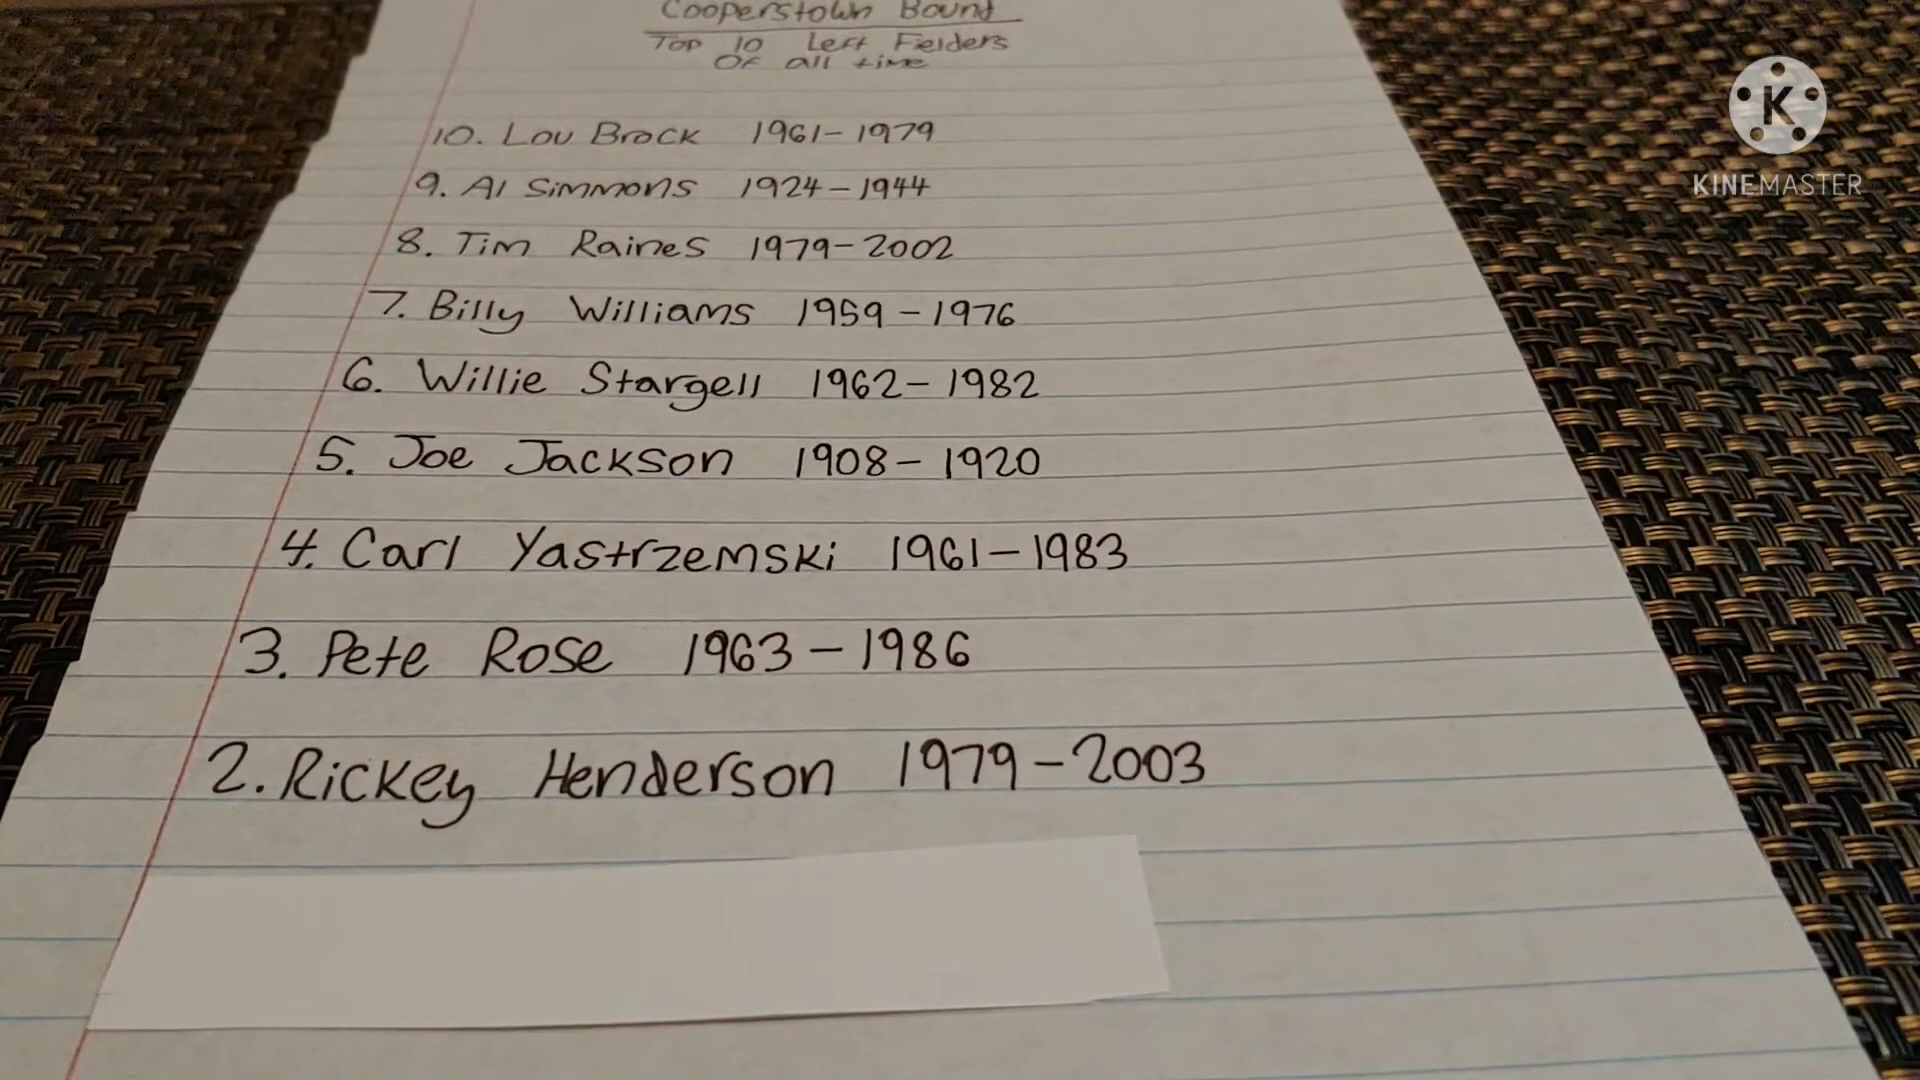 Cooperstown Bound
Top 10 Left Fielders
Of all time
10. Lou Brock 1961-1979
9. Al Simmons 1924-1944
8. Tim Raines 1979-2002
7. Billy Williams 1959-1976
6. Willie Stargell 1962-1982
5. Joe Jackson 1908-1920
4. Carl Yastrzemski 1961-1983
3. Pete Rose 1963-1986
2. Rickey Henderson 1979-2003
K
KINEMASTER